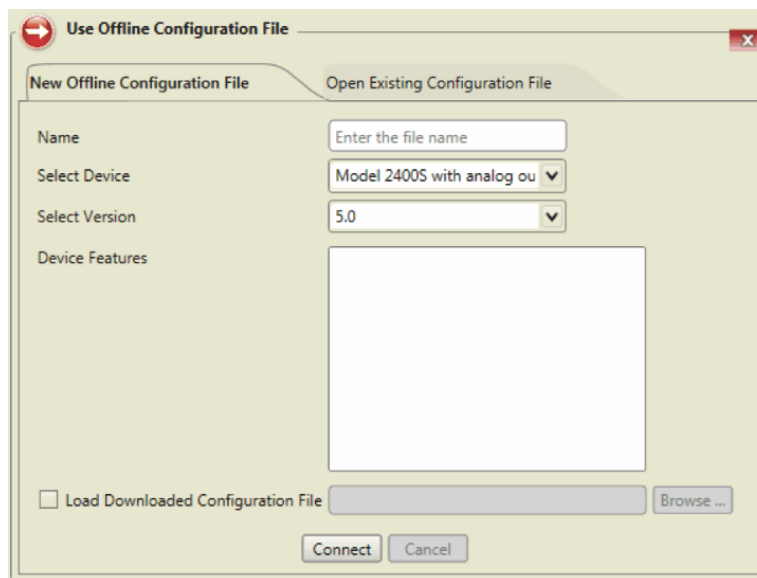 Use Offline Configuration File
New Offline Configuration File
Open Existing Configuration File
Name
Enter the file name
Select Device
Model 2400S with analog ou
Select Version
5.0
Device Features
Load Downloaded Configuration File
Browse ...
Connect
Cancel